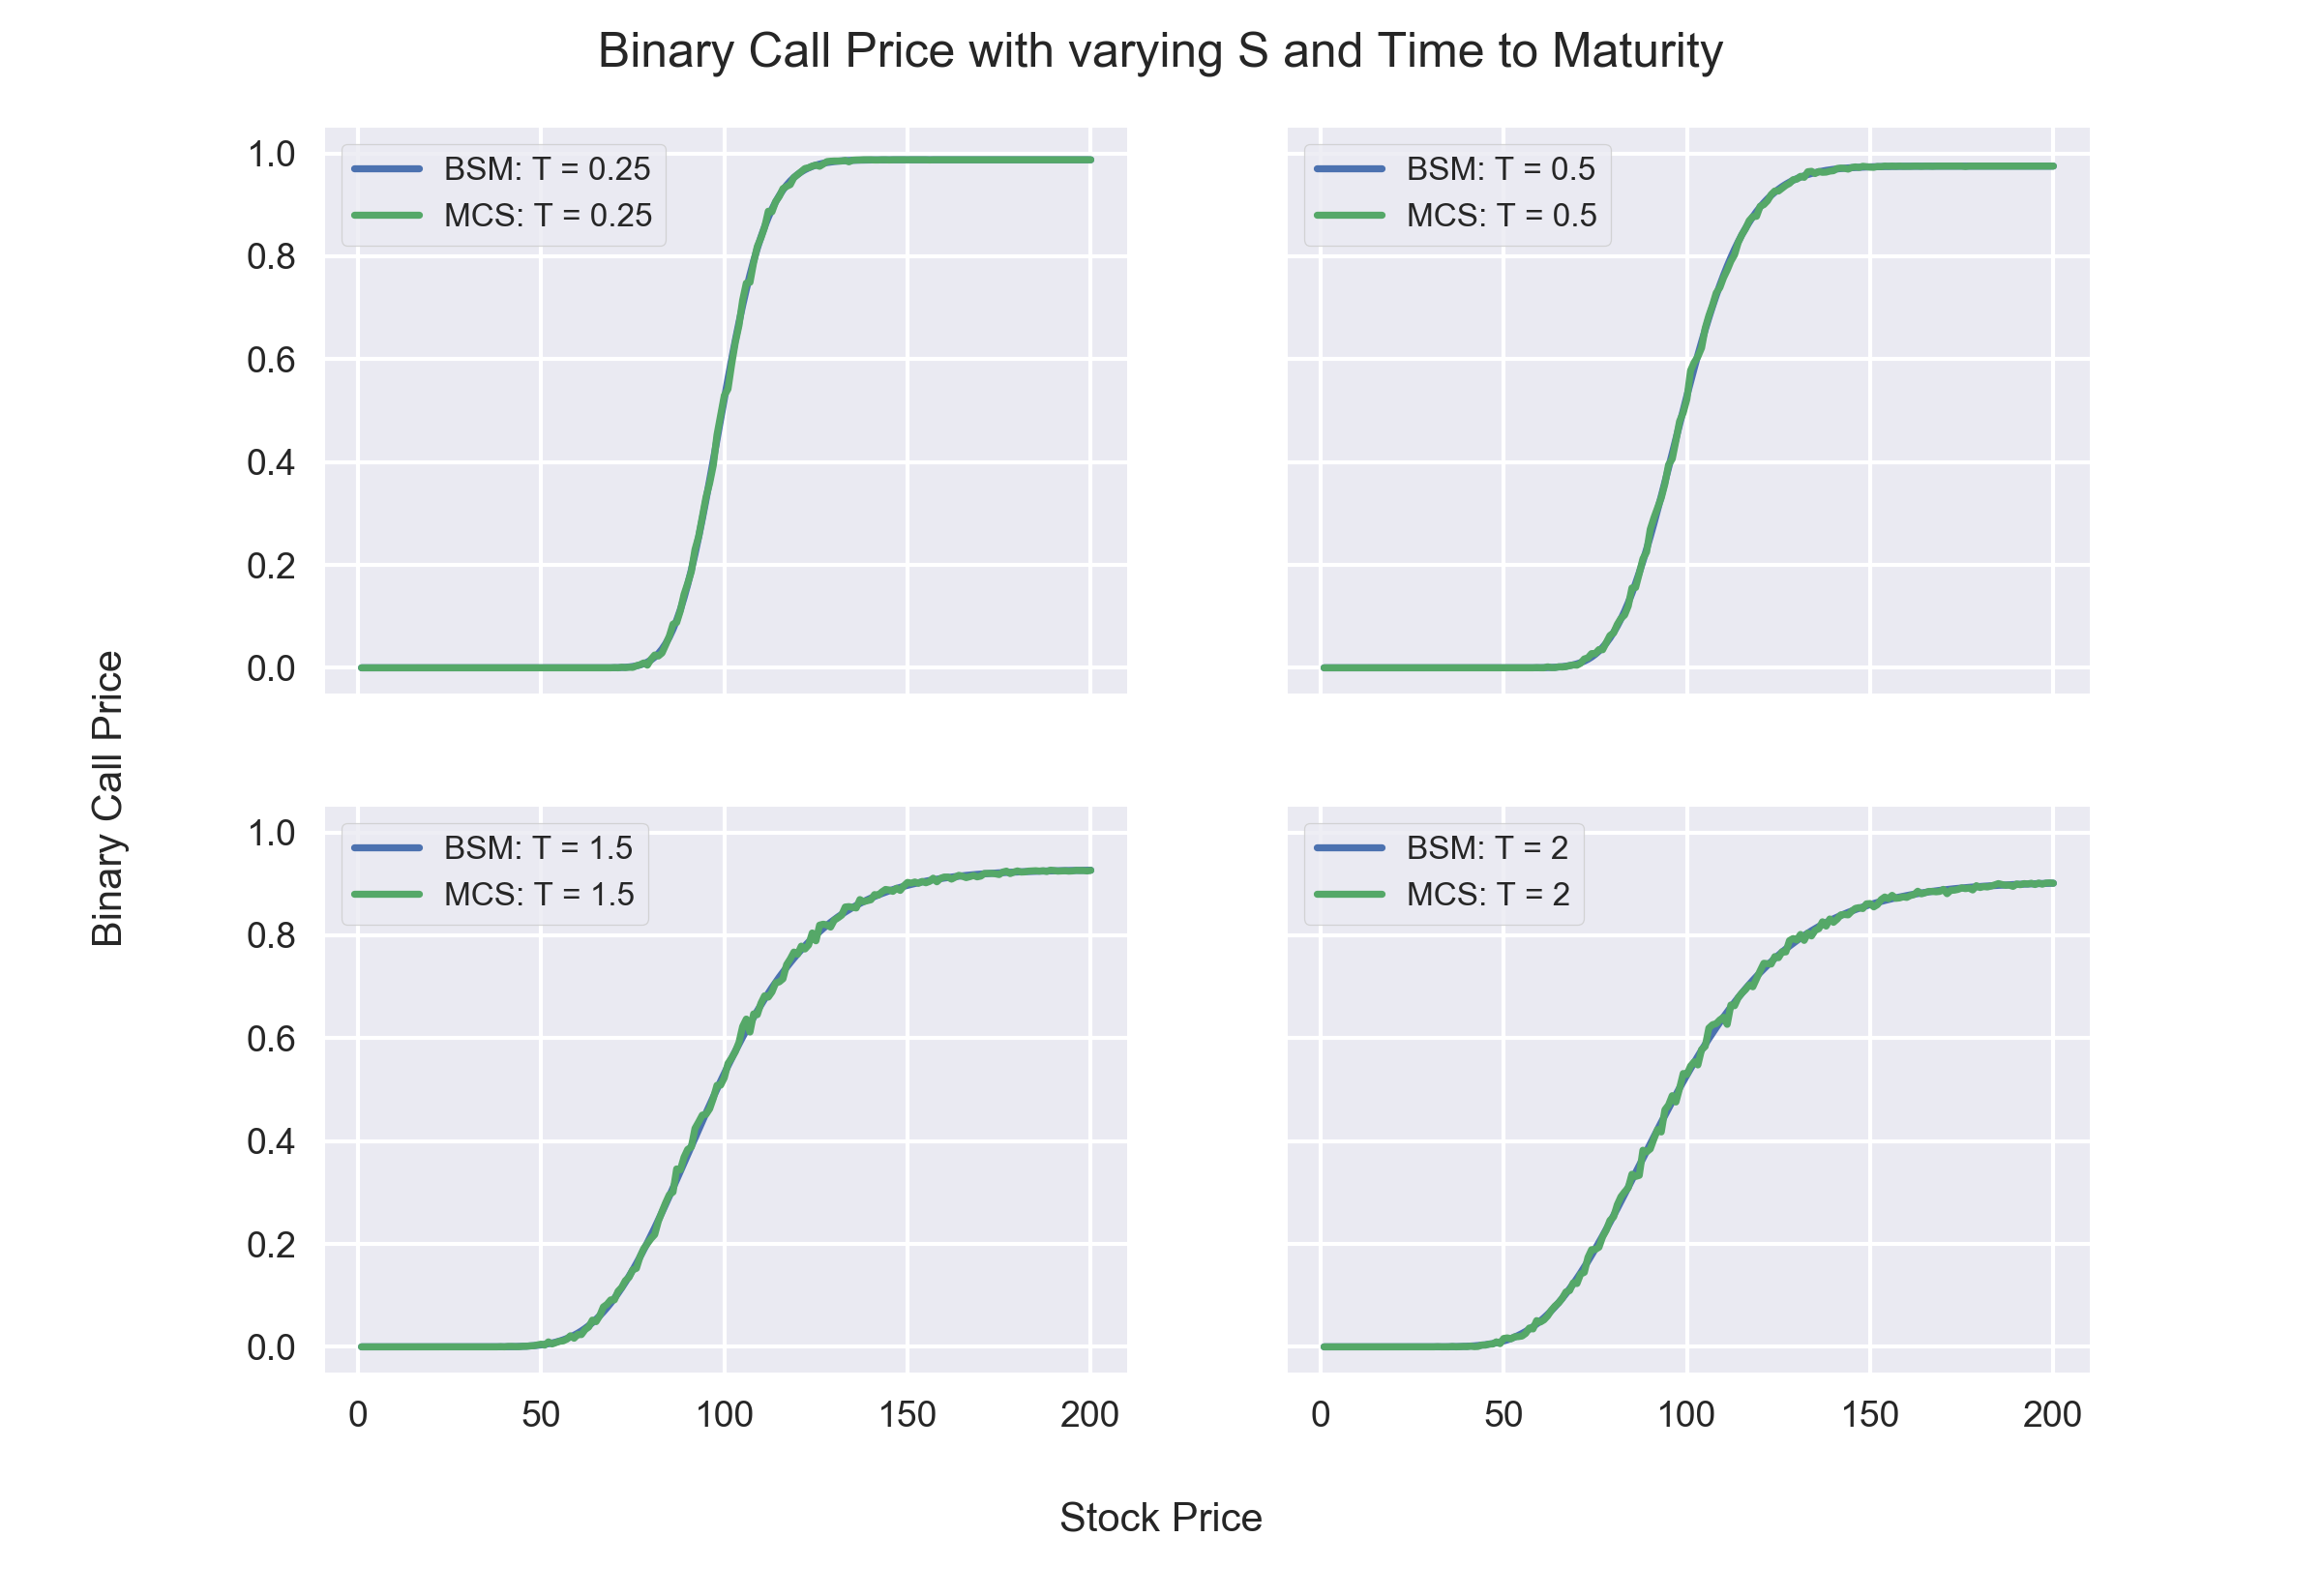 Binary Call Price with varying S and Time to Maturity
1.0
0.8
0.6
0.4
0.2
0.0
BSM: T = 0.25
MCS: T = 0.25
BSM: T = 0.5
MCS: T = 0.5
Binary Call Price
1.0
0.8
0.6
0.4
0.2
0.0
BSM: T = 1.5
MCS: T = 1.5
BSM: T = 2
MCS: T = 2
0 50 100 150 200
0 50 100 150 200
Stock Price